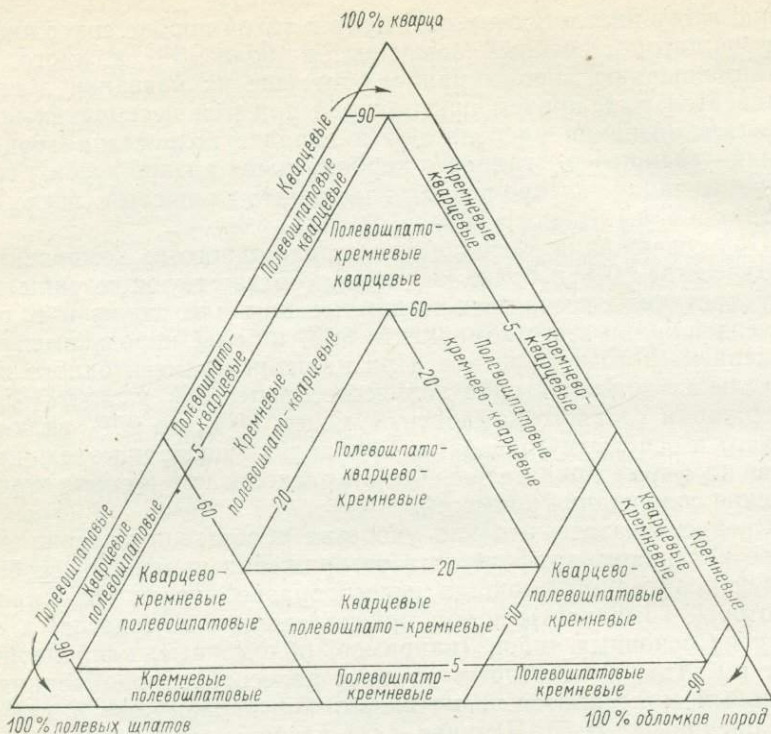 100% кварца
90
Кварцевые
Полевошпатовые
кварцевые
Кремневые
кварцевые
Полевошпато-
кремневые
кварцевые
60
Полевошпато-
кварцевые
Кремневые
полевошпато-кварцевые
20
5
Полевошпатовые
кремнево-кварцевые
Кремнево-
кварцевые
Полевошпато-
кварцево-
кремневые
5
60
20
Полевошпатовые
Кварцевые
полевошпатовые
Кварцевые
кремневые
Кремневые
Кварцево-
кремневые
полевошпатовые
20
Кварцевые
полевошпато-кремневые
60
Кварцево-
полевошпатовые
кремневые
90
Кремневые
полевошпатовые
5
Полевошпато-
кремневые
Полевошпатовые
кремневые
90
100% полевых шпатов
100% обломков пород